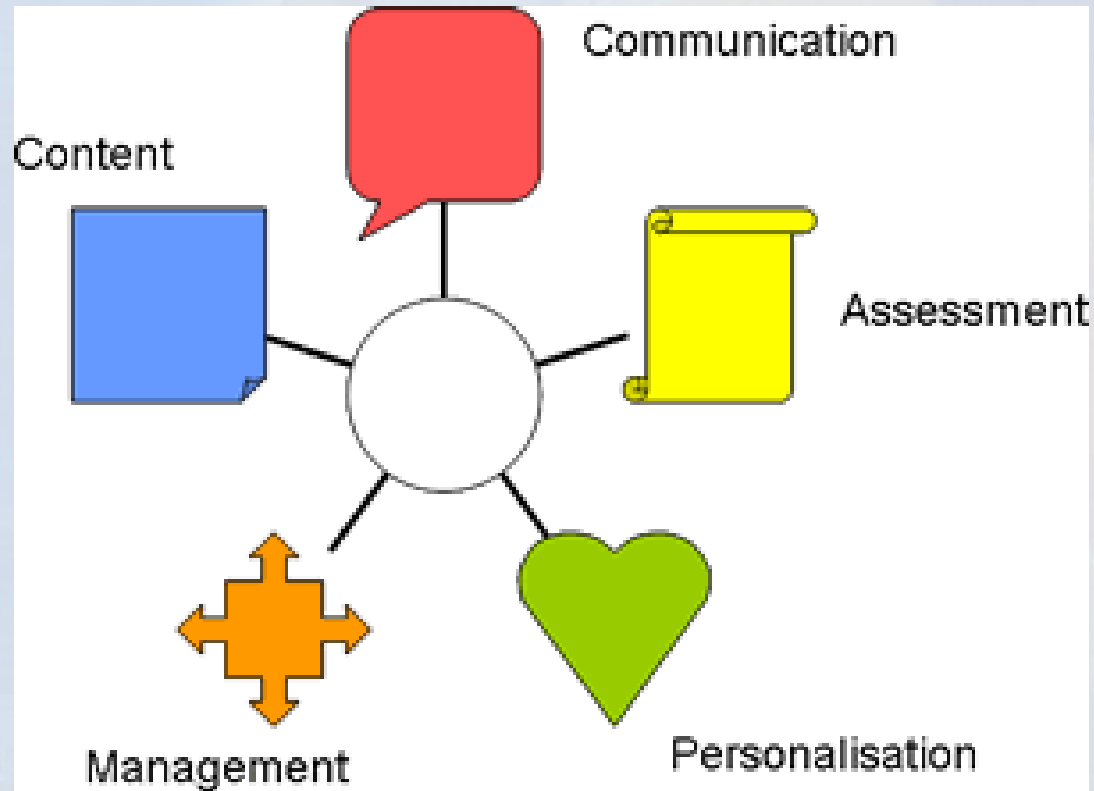 Communication
Content
Assessment
Personalisation
Management